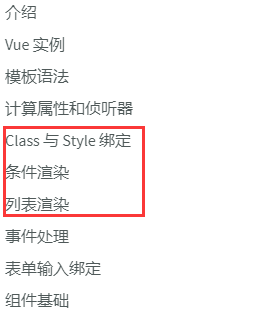 介绍
Vue 实例
模板语法
计算属性和侦听器
Class 与 Style 绑定
条件渲染
列表渲染
事件处理
表单输入绑定
组件基础